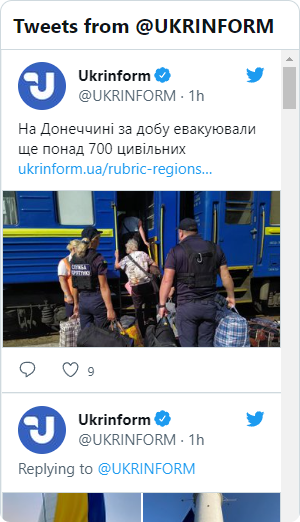 Tweets from @UKRINFORM
Ukrinform
@UKRINFORM · 1h
На Донеччині за добу евакуювали
ще понад 700 цивільних
ukrinform.ua/rubric-regions...
СЛУЖБА
9
Ukrinform
@UKRINFORM · 1h
Replying to @UKRINFORM